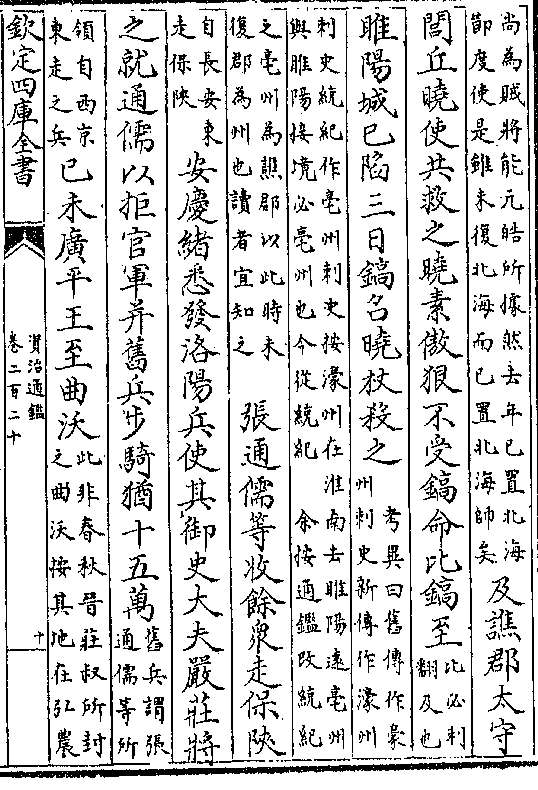 尚為賊將能元皓所據然去年已置北海
節度使是雖未復北海而已置北海帥矣
及譙郡太守
閭丘曉使共救之曉素傲狠不受鎬命比鎬至
比必利
翻及也
睢陽城已陷三日鎬召曉杖殺之
考異曰舊傳作豪
州刺史新傳作濠州
刺史統紀作亳州刺史按濠州在淮南去睢陽遠亳州
與睢陽接境必亳州也今從統紀 余按通鑑改統紀
之亳州為譙郡以此時未
復郡為州也讀者宜知之
張通儒等收餘衆走保陜
自長安東
走保陜
安慶緒悉發洛陽兵使其御史大夫嚴莊將
之就通儒以拒官軍并舊兵步騎猶十五萬
舊兵謂張
通儒等所
領自西京
東走之兵
已未廣平王至曲沃
此非春秋晉莊叔所封
之曲沃按其地在弘農
欽定四庫全書
資治通鑑
卷二百二十
十